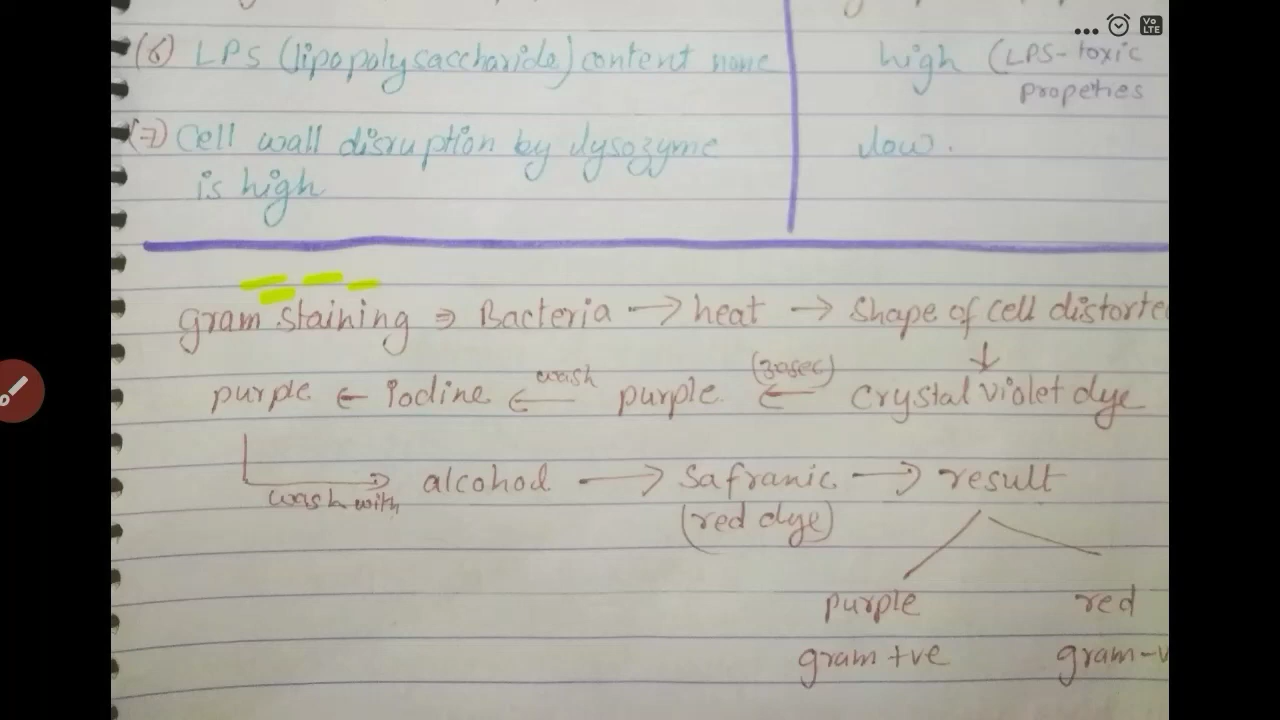 (6) LPS (lipopolysaccharide) content none high (LPS-toxic
propeties
(7) Cell wall disruption by lysozyme low.
is high
gram staining ⇒ Bacteria → heat → Shape of cell distorte
↓
purple ← iodine ← wash purple ← (30sec) crystal violet dye
wash with → alcohol → Safranic → result
(red dye)
purple red
gram +ve gram -v
VoLTE